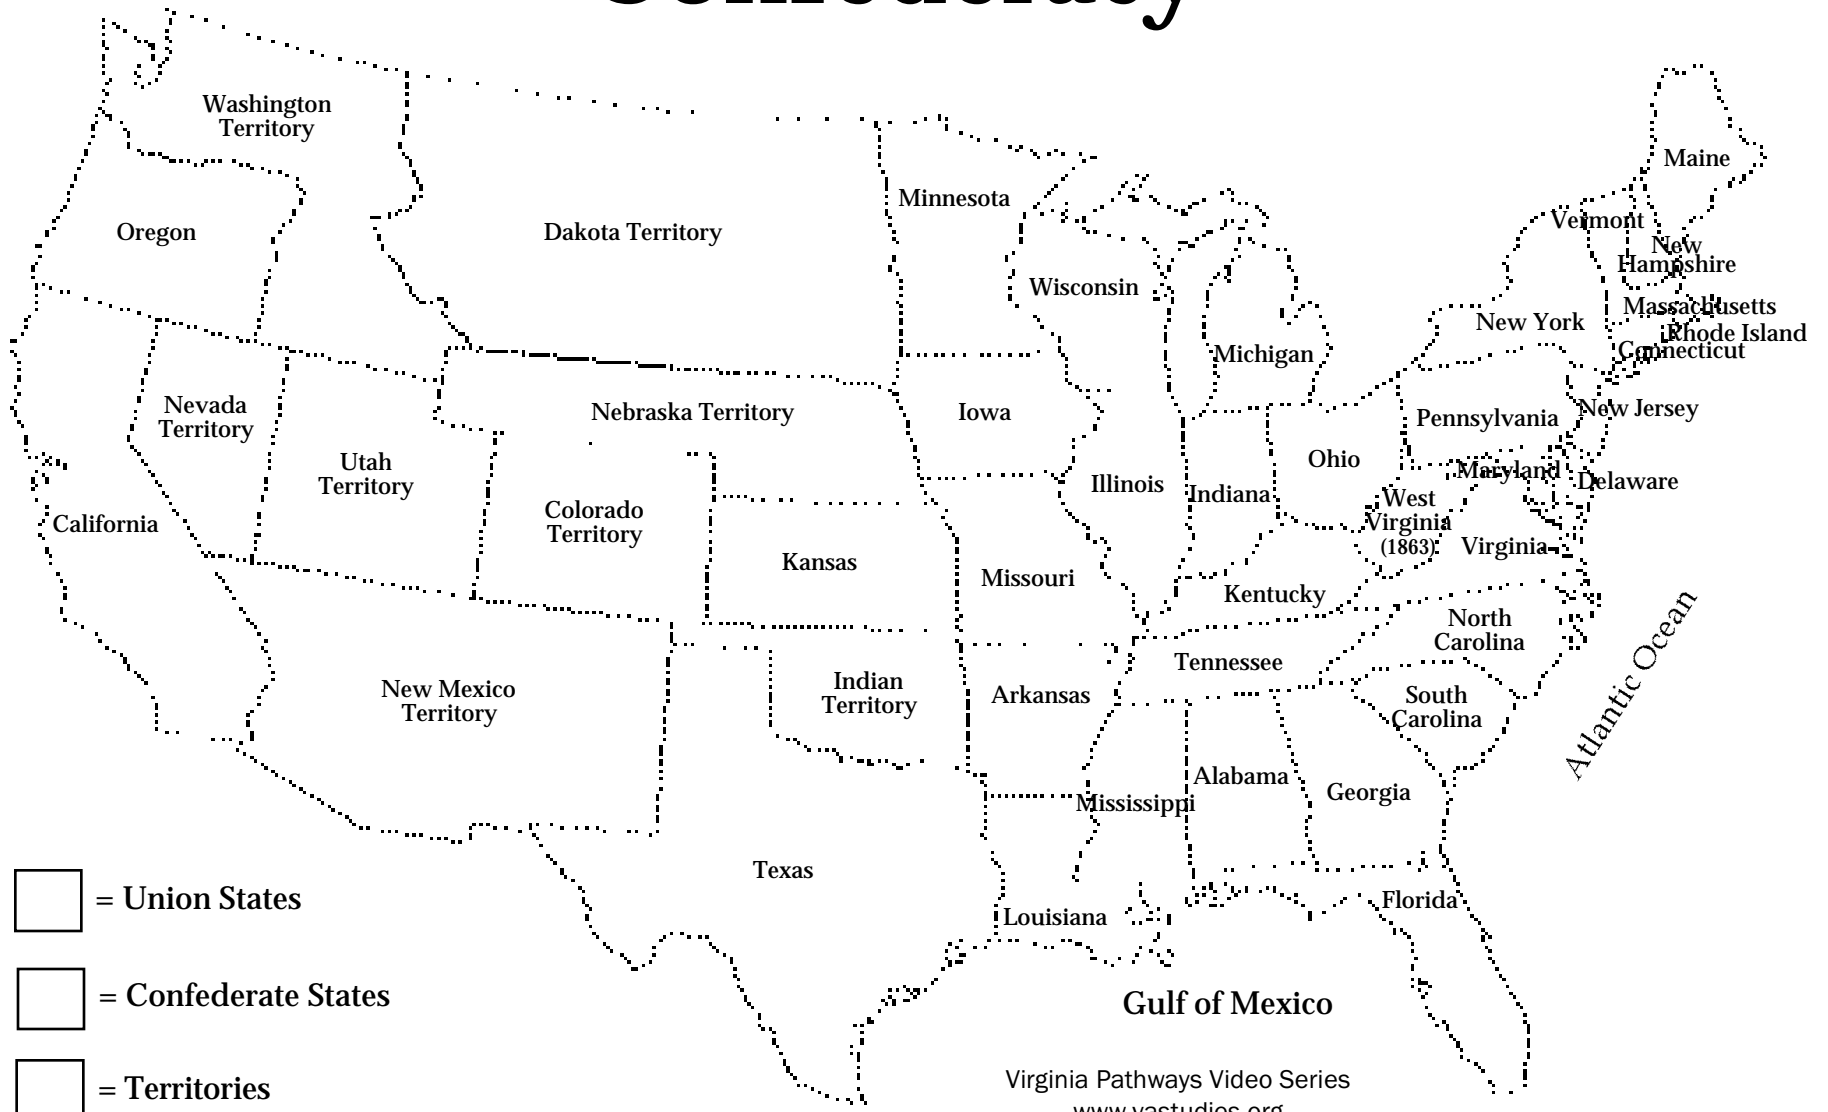 Confederacy
Washington
Territory
Oregon
Dakota Territory
Minnesota
Wisconsin
Michigan
Maine
Vermont
New
Hampshire
Massachusetts
Rhode Island
Connecticut
New York
Nevada
Territory
Nebraska Territory
Iowa
Pennsylvania
New Jersey
Utah
Territory
Ohio
Maryland
Delaware
Illinois
Indiana
West
Virginia
(1863)
California
Colorado
Territory
Virginia
Kansas
Missouri
Kentucky
North
Carolina
Atlantic Ocean
New Mexico
Territory
Indian
Territory
Arkansas
Tennessee
South
Carolina
Mississippi
Alabama
Georgia
Texas
Louisiana
Florida
= Union States
= Confederate States
= Territories
Gulf of Mexico
Virginia Pathways Video Series
www.vastudies.org